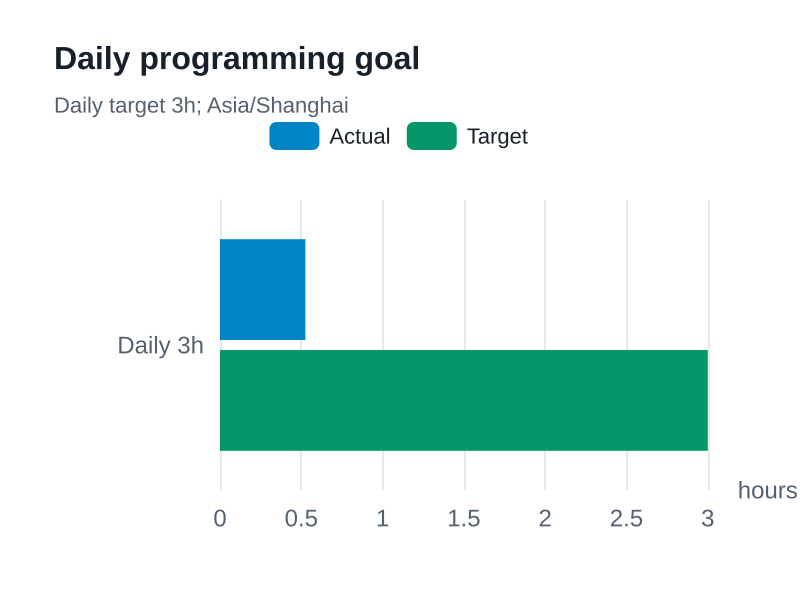 Daily programming goal
Daily target 3h; Asia/Shanghai
Actual Target
Daily 3h
hours
0 0.5 1 1.5 2 2.5 3